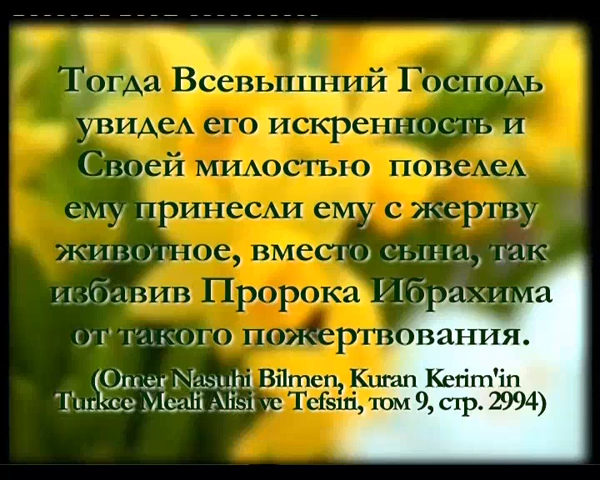 Тогда Всевышний Господь
увидел его искренность и
Своей милостью повелел
ему принесли ему с жертву
животное, вместо сына, так
избавив Пророка Ибрахима
от такого пожертвования.
(Omer Nasuhi Bilmen, Kuran Kerim'in
Turkce Meali Alisi ve Tefsiri, том 9, стр. 2994)